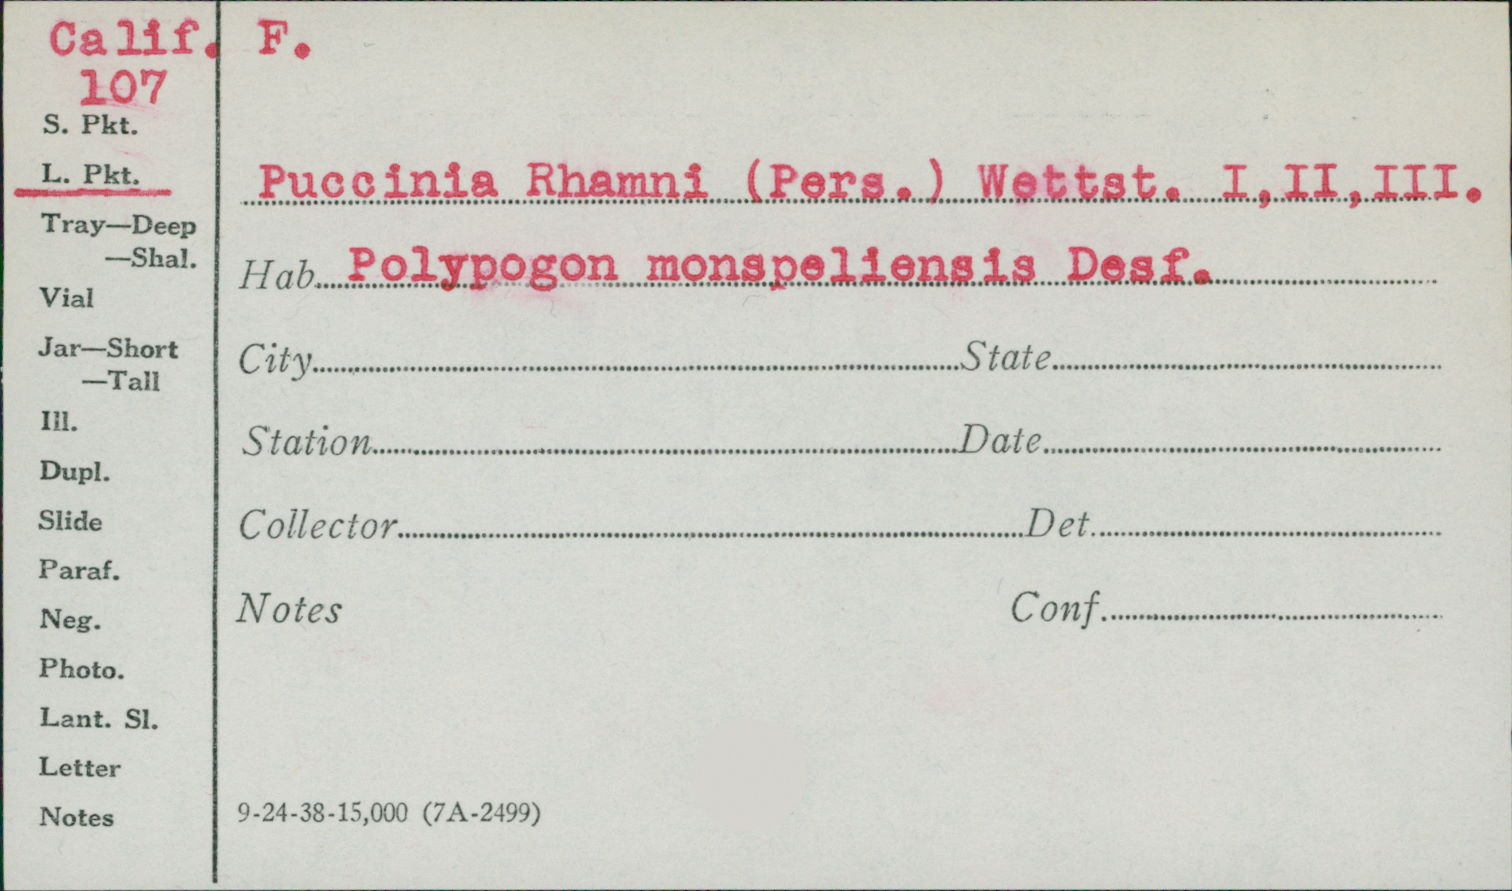 Calif. F.
107
S. Pkt.
L. Pkt.
Puccinia Rhamni (Pers.) Wettst. I,II,III.
Tray—Deep
—Shal.
Hab. Polypogon monspeliensis Desf.
Vial
Jar—Short
—Tall
City State
Ill.
Station Date
Dupl.
Slide
Collector Det.
Paraf.
Neg.
Notes Conf.
Photo.
Lant. Sl.
Letter
Notes
9-24-38-15,000 (7A-2499)